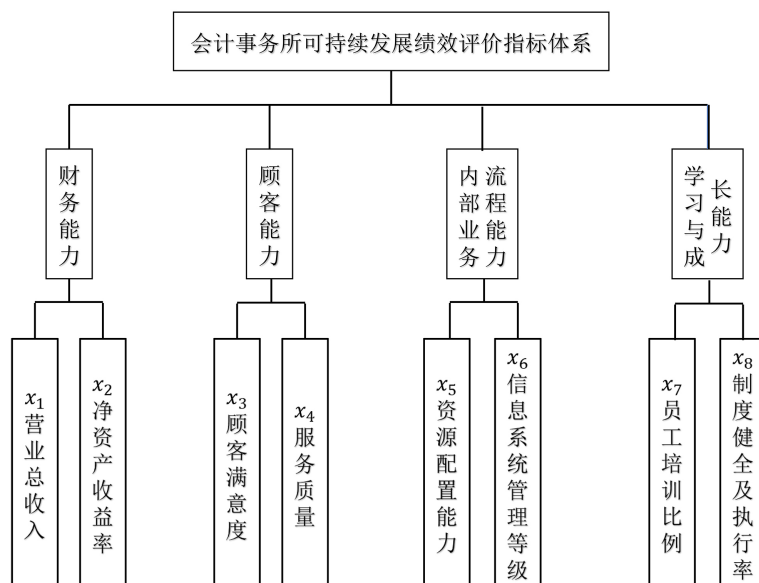 会计事务所可持续发展绩效评价指标体系
财务能力
顾客能力
内部业务
流程能力
学习与成
长能力
x₁营业总收入
x₂净资产收益率
x₃顾客满意度
x₄服务质量
x₅资源配置能力
x₆信息系统管理等级
x₇员工培训比例
x₈制度健全及执行率